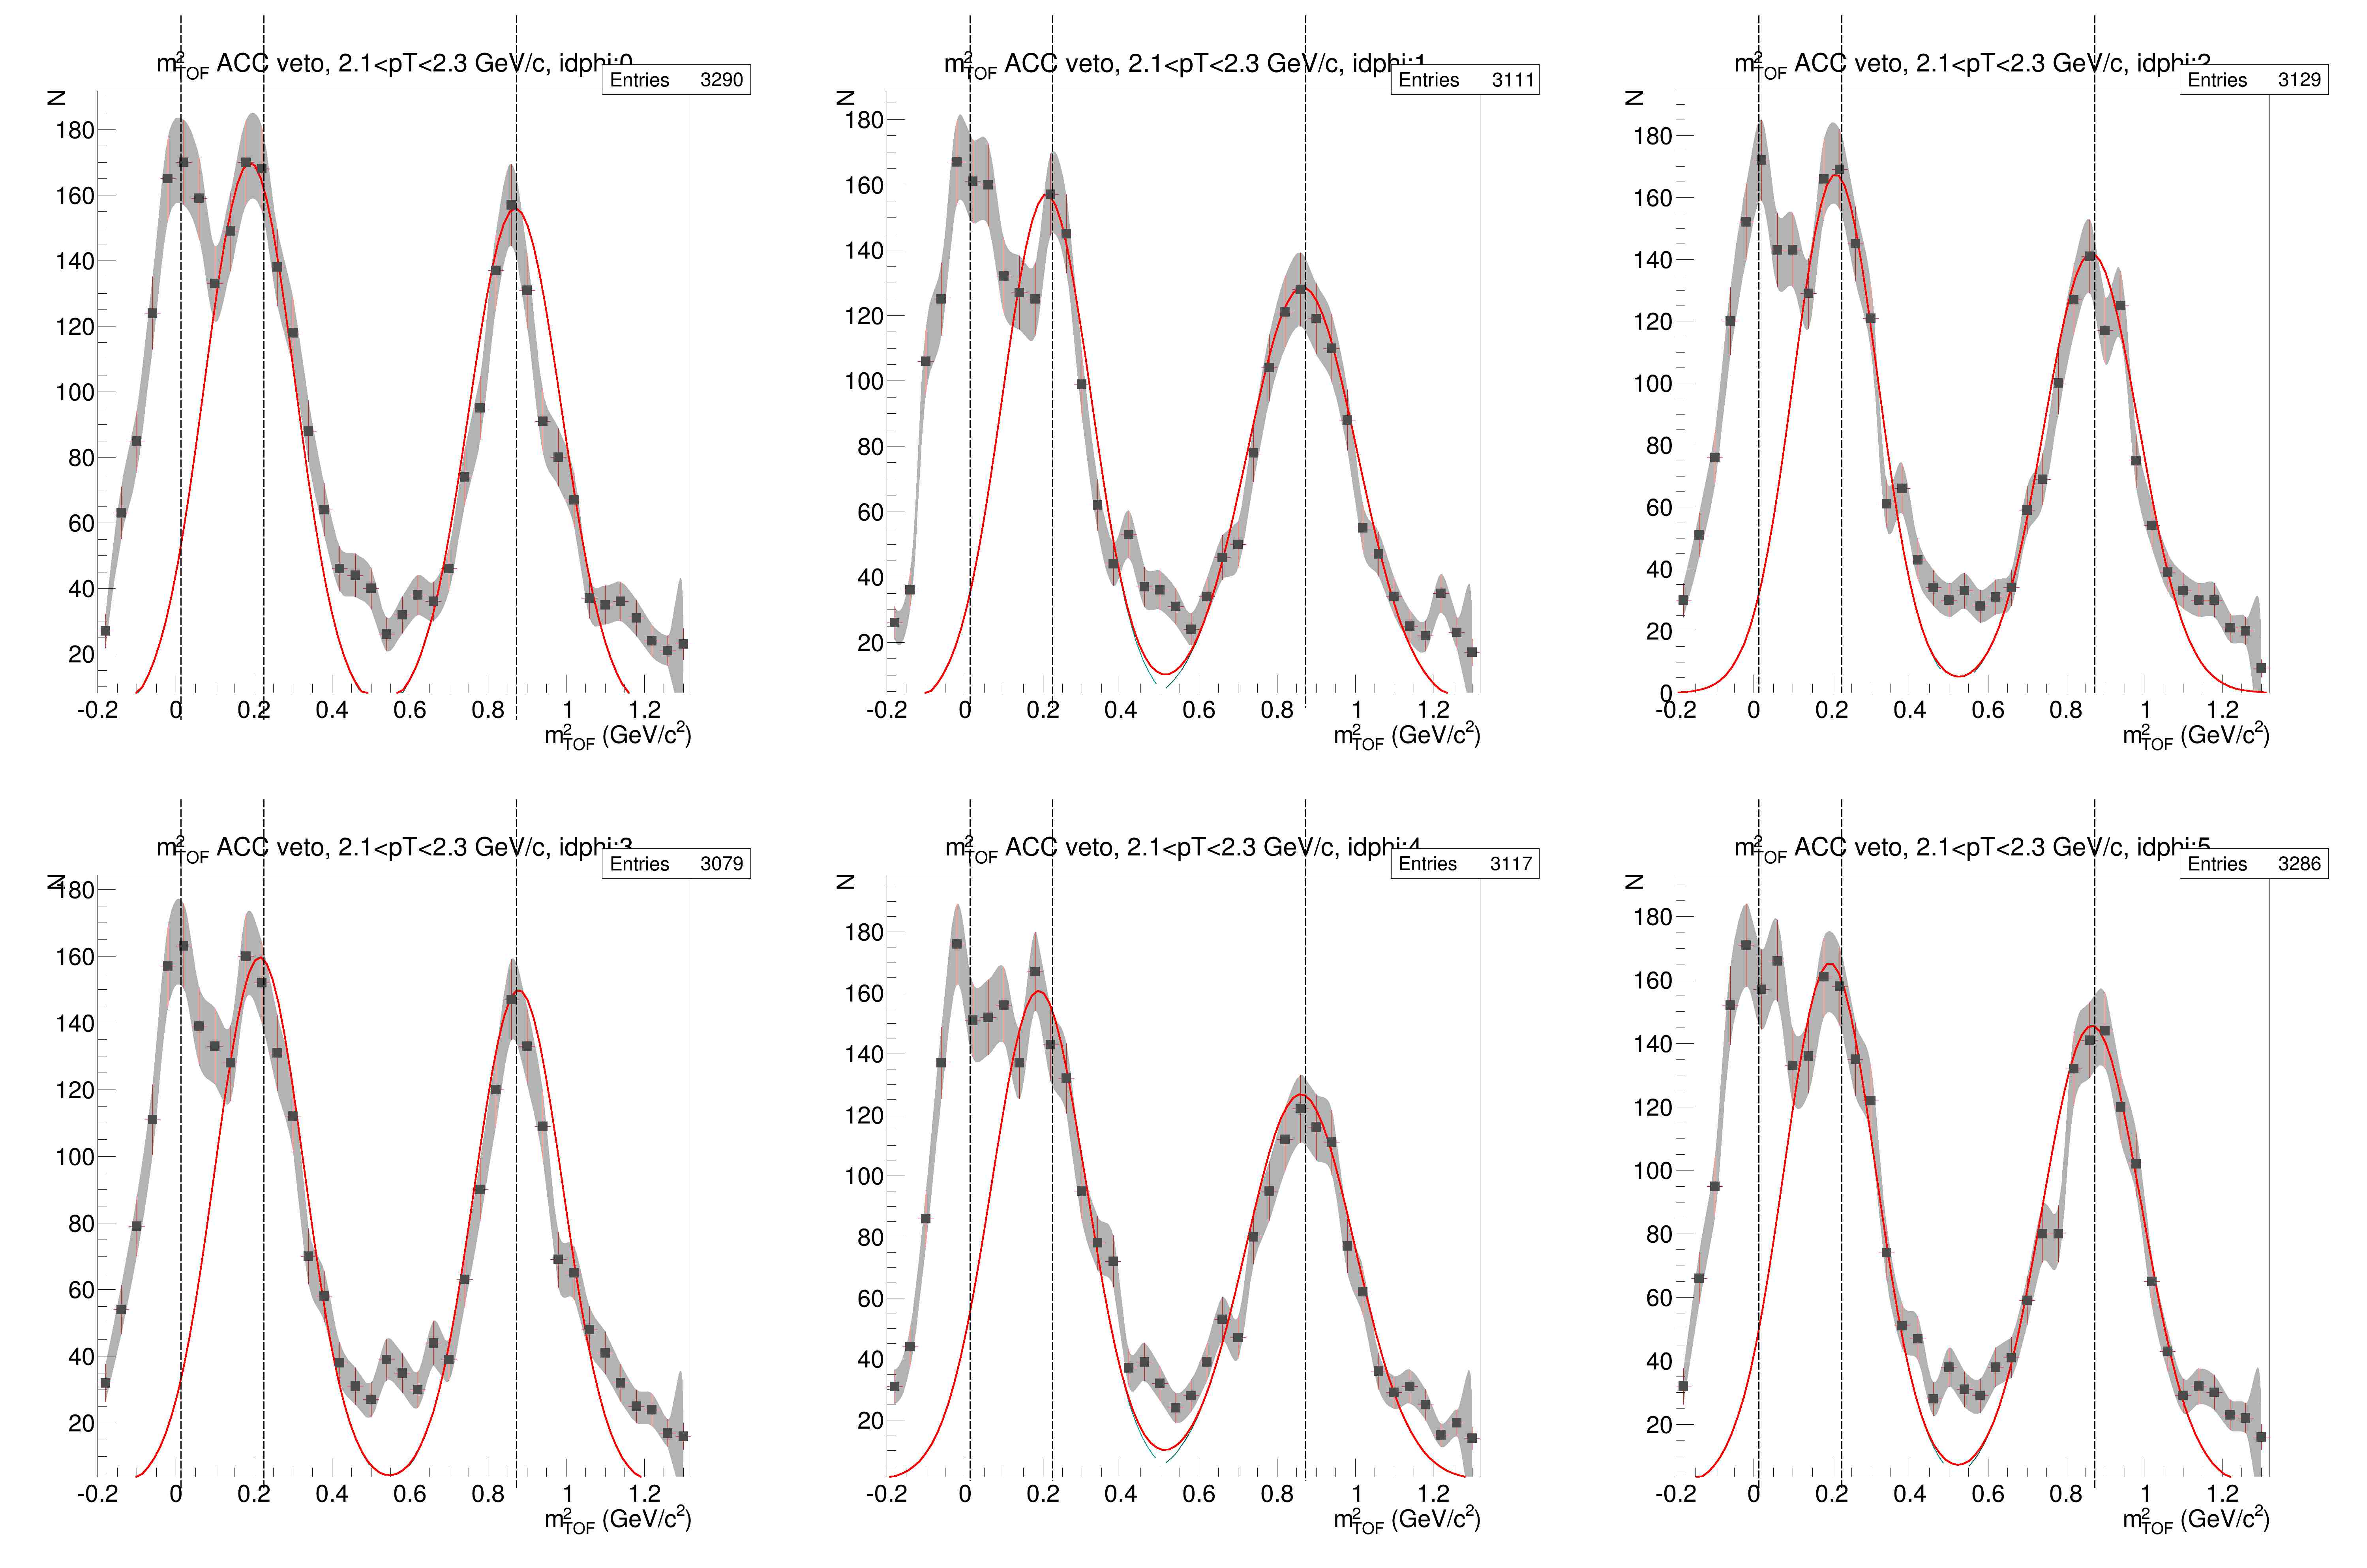 m²TOF ACC veto, 2.1<pT<2.3 GeV/c, idphi:0
Entries 3290
N
180
160
140
120
100
80
60
40
20
-0.2 0 0.2 0.4 0.6 0.8 1 1.2
m²TOF (GeV/c²)
m²TOF ACC veto, 2.1<pT<2.3 GeV/c, idphi:1
Entries 3111
N
180
160
140
120
100
80
60
40
20
-0.2 0 0.2 0.4 0.6 0.8 1 1.2
m²TOF (GeV/c²)
m²TOF ACC veto, 2.1<pT<2.3 GeV/c, idphi:2
Entries 3129
N
180
160
140
120
100
80
60
40
20
0
-0.2 0 0.2 0.4 0.6 0.8 1 1.2
m²TOF (GeV/c²)
m²TOF ACC veto, 2.1<pT<2.3 GeV/c, idphi:3
Entries 3079
N
180
160
140
120
100
80
60
40
20
-0.2 0 0.2 0.4 0.6 0.8 1 1.2
m²TOF (GeV/c²)
m²TOF ACC veto, 2.1<pT<2.3 GeV/c, idphi:4
Entries 3117
N
180
160
140
120
100
80
60
40
20
-0.2 0 0.2 0.4 0.6 0.8 1 1.2
m²TOF (GeV/c²)
m²TOF ACC veto, 2.1<pT<2.3 GeV/c, idphi:5
Entries 3286
N
180
160
140
120
100
80
60
40
20
-0.2 0 0.2 0.4 0.6 0.8 1 1.2
m²TOF (GeV/c²)